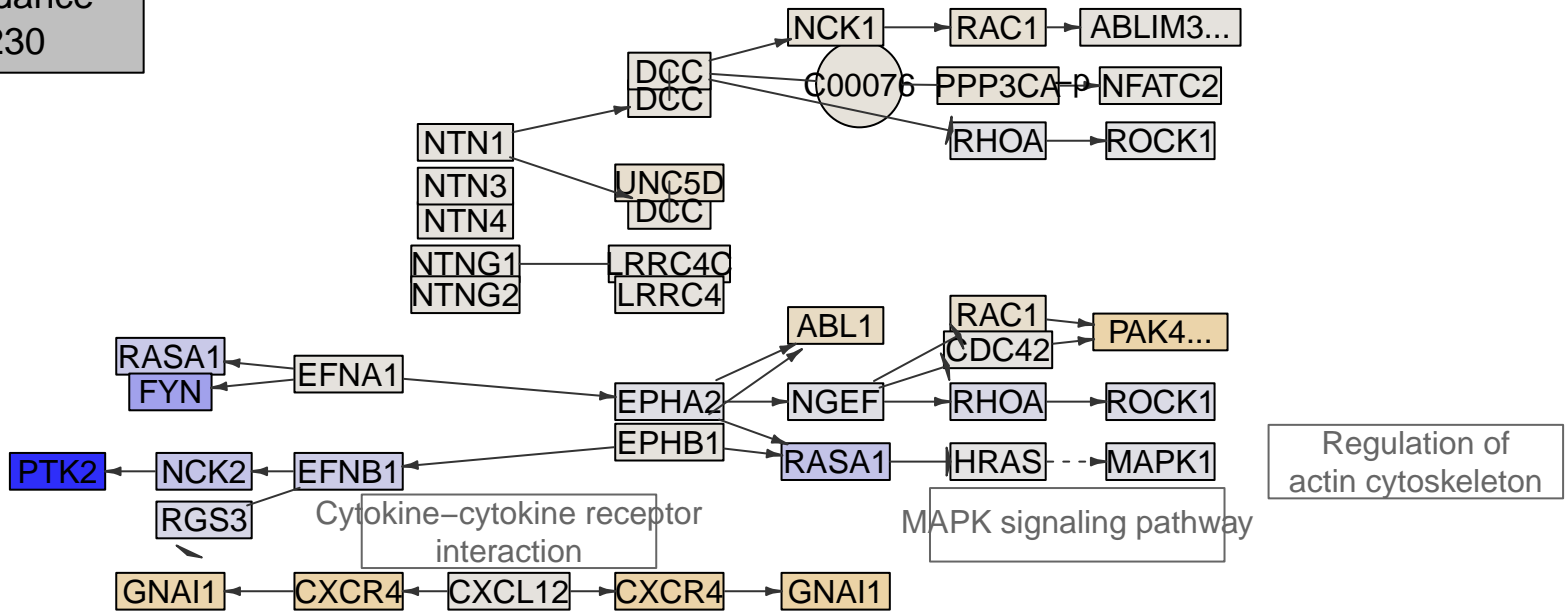 230
NCK1
RAC1
ABLIM3...
DCC
DCC
C00076
PPP3CA
-p
NFATC2
NTN1
RHOA
ROCK1
NTN3
NTN4
UNC5D
DCC
NTNG1
NTNG2
LRRC4C
LRRC4
ABL1
RAC1
CDC42
PAK4...
RASA1
FYN
EFNA1
EPHA2
EPHB1
NGEF
RHOA
ROCK1
PTK2
NCK2
EFNB1
RASA1
HRAS
MAPK1
Regulation of
actin cytoskeleton
RGS3
Cytokine−cytokine receptor
interaction
MAPK signaling pathway
GNAI1
CXCR4
CXCL12
CXCR4
GNAI1